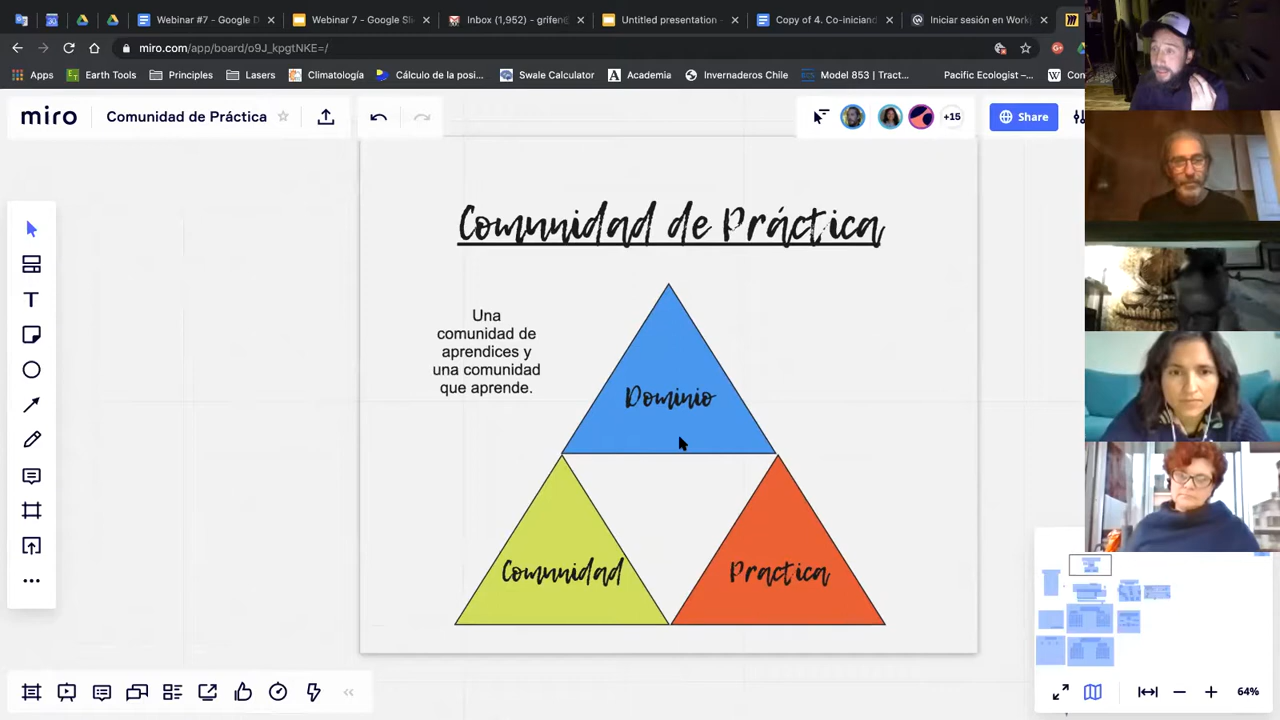 Webinar #7 - Google D
Webinar 7 - Google Sli
Inbox (1,952) - grifen@
Untitled presentation -
Copy of 4. Co-iniciand
Iniciar sesión en Work
miro.com/app/board/o9J_kpgtNKE=/
Apps
Earth Tools
Principles
Lasers
Climatología
Cálculo de la posi...
Swale Calculator
Academia
Invernaderos Chile
Model 853 | Tract...
Pacific Ecologist –...
Con
miro
Comunidad de Práctica
+15
Share
Comunidad de Práctica
Una
comunidad de
aprendices y
una comunidad
que aprende.
Dominio
Comunidad
Practica
64%